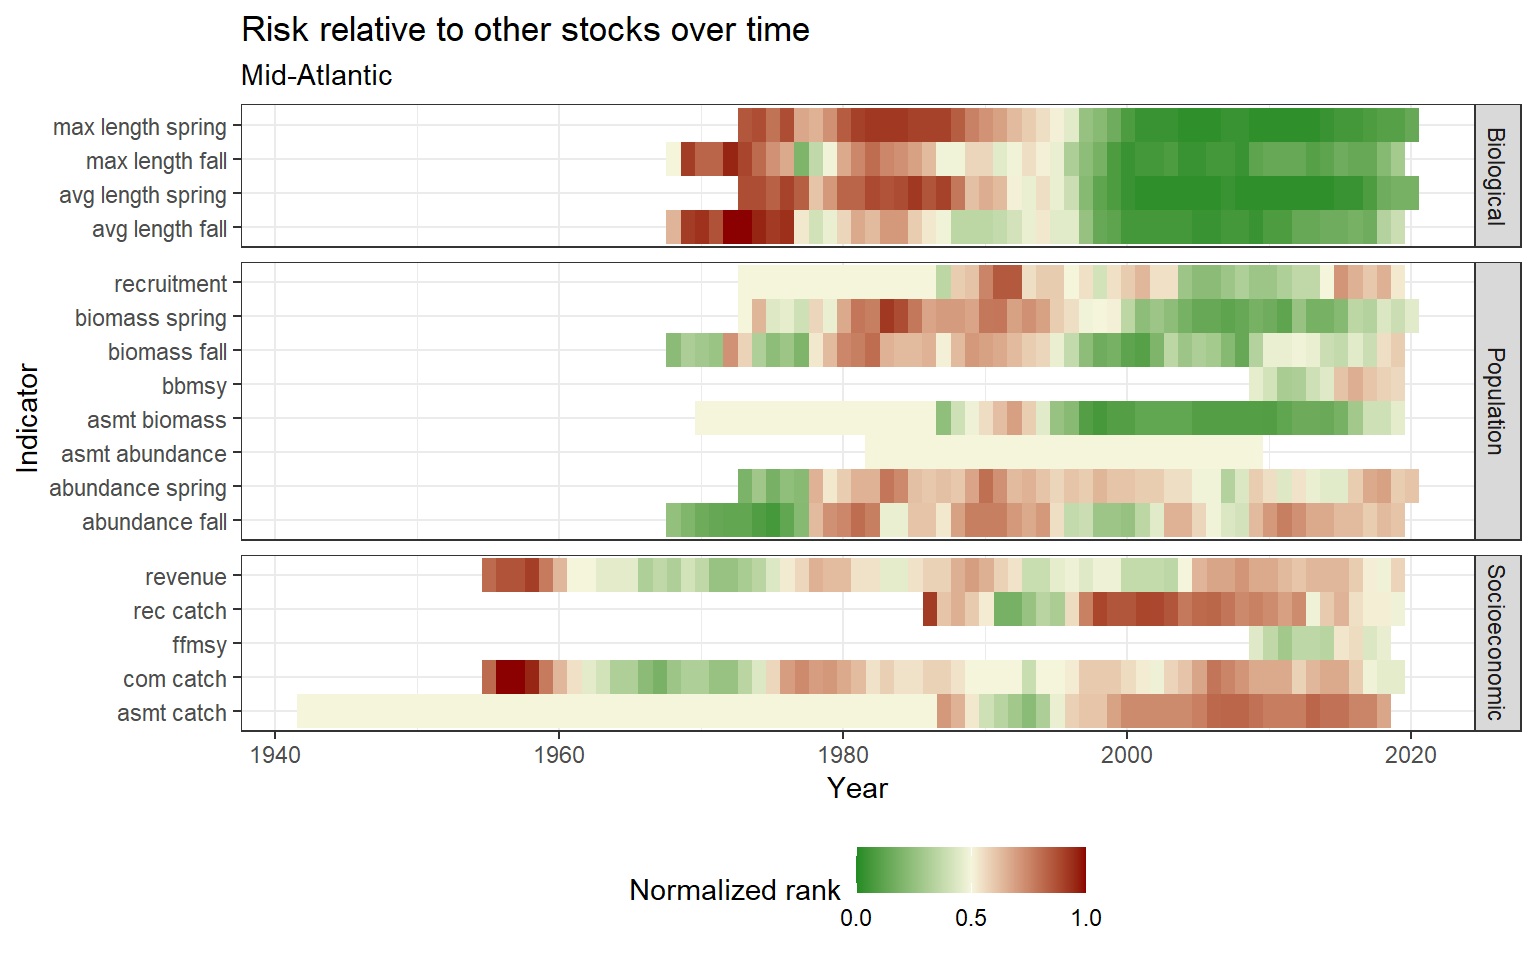 Risk relative to other stocks over time
Mid-Atlantic
max length spring
max length fall
avg length spring
avg length fall
Biological
recruitment
biomass spring
biomass fall
bbmsy
asmt biomass
asmt abundance
abundance spring
abundance fall
Population
revenue
rec catch
ffmsy
com catch
asmt catch
Socioeconomic
Indicator
1940 1960 1980 2000 2020
Year
Normalized rank
0.0 0.5 1.0